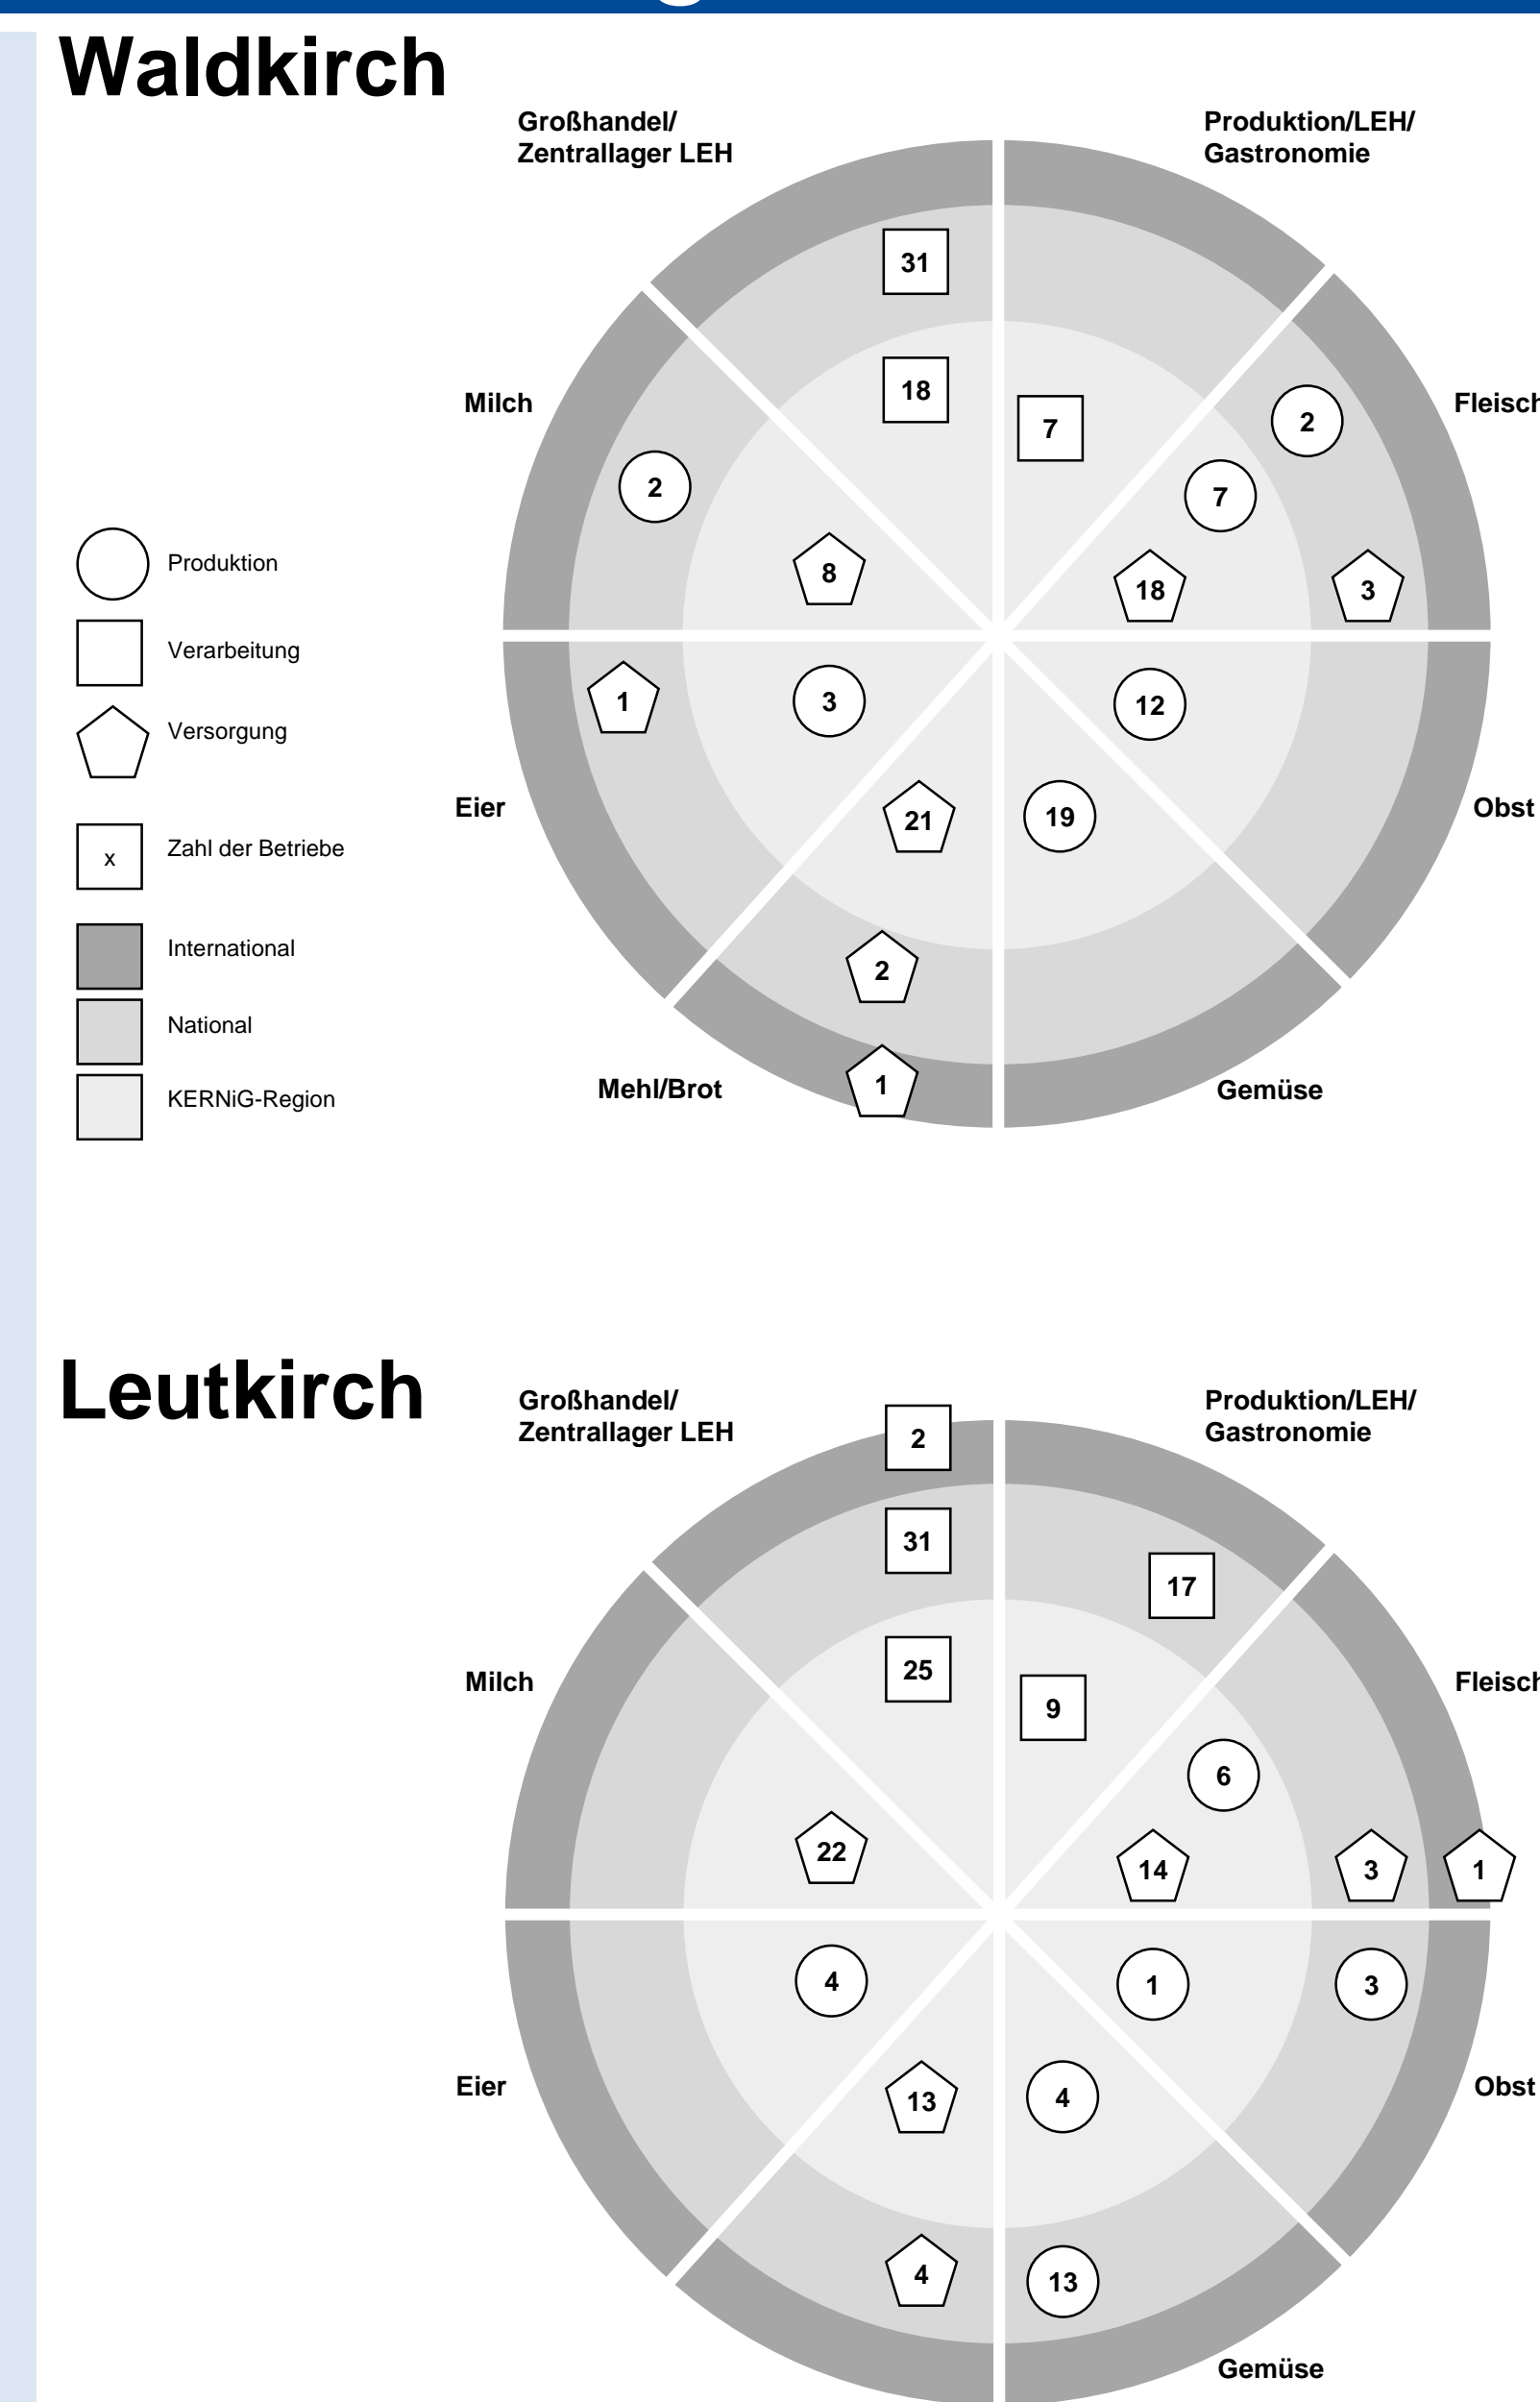 Waldkirch
Großhandel/
Zentrallager LEH
Produktion/LEH/
Gastronomie
31
18
7
Milch
2
Fleisch
2
7
8
18
3
Produktion
Verarbeitung
Versorgung
x
Zahl der Betriebe
International
National
KERNiG-Region
1
3
12
Eier
21
19
Obst
2
1
Mehl/Brot
Gemüse
Leutkirch
Großhandel/
Zentrallager LEH
2
Produktion/LEH/
Gastronomie
31
17
25
9
Milch
Fleisch
6
22
14
3
1
4
1
3
Eier
13
4
Obst
4
13
Gemüse